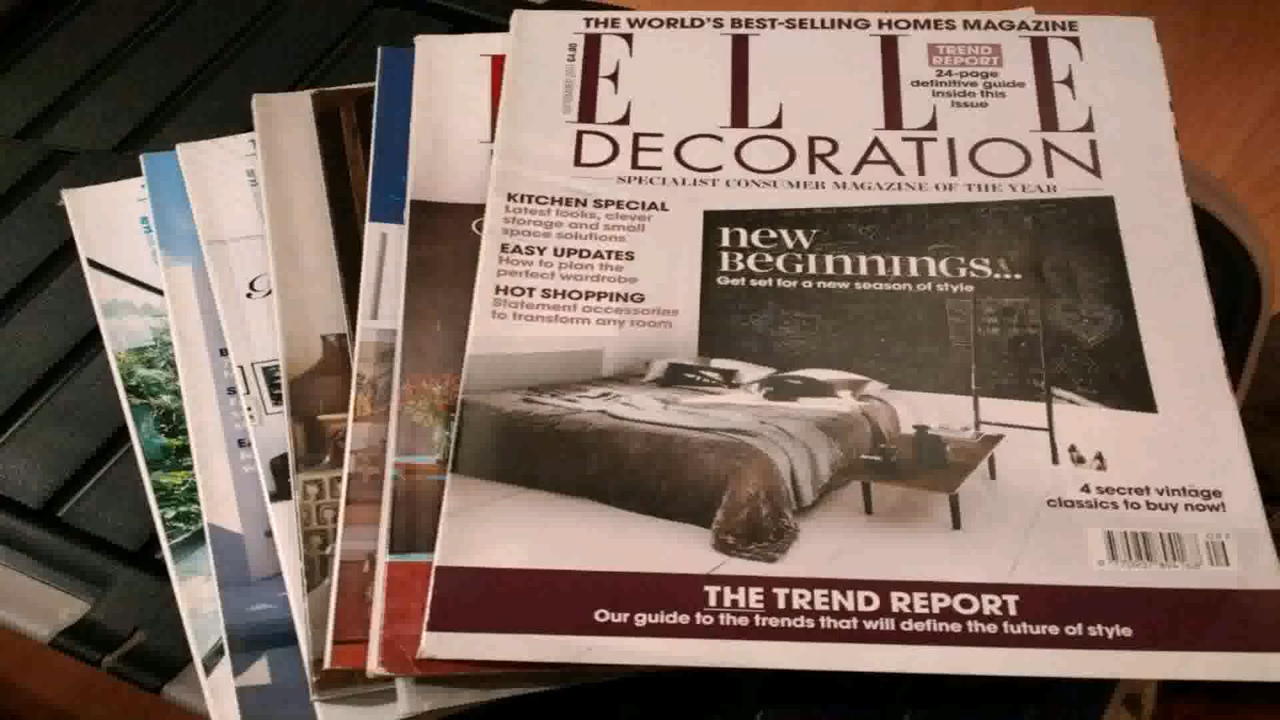 THE WORLD'S BEST-SELLING HOMES MAGAZINE
ELLE
DECORATION
SPECIALIST CONSUMER MAGAZINE OF THE YEAR
TREND
REPORT
24-page
definitive guide
inside this
issue
£4.00
KITCHEN SPECIAL
Latest looks, clever
storage and small
space solutions
EASY UPDATES
How to plan the
perfect wardrobe
HOT SHOPPING
Statement accessories
to transform any room
new
BEGINNINGS...
Get set for a new season of style
4 secret vintage
classics to buy now!
THE TREND REPORT
Our guide to the trends that will define the future of style